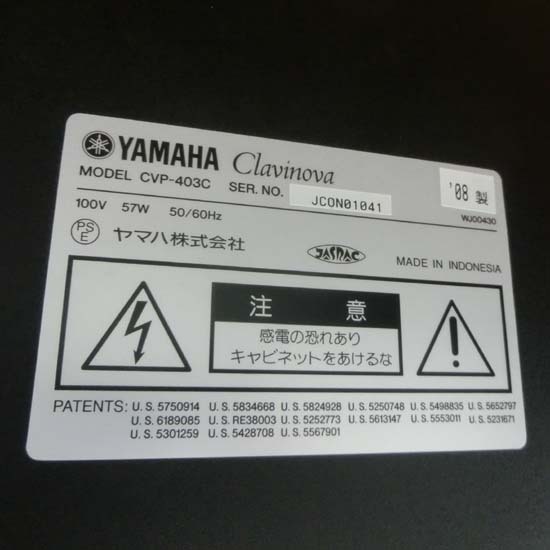 YAMAHA Clavinova
MODEL CVP-403C SER. NO. JCON01041 '08 製
100V 57W 50/60Hz WJ00430
PSE ヤマハ株式会社 JASRAC MADE IN INDONESIA
注 意
感電の恐れあり
キャビネットをあけるな
PATENTS: U.S.5750914 U.S.5834668 U.S.5824928 U.S.5250748 U.S.5498835 U.S.5652797
U.S.6189085 U.S.RE38003 U.S.5252773 U.S.5613147 U.S.5553011 U.S.5231671
U.S.5301259 U.S.5428708 U.S.5567901